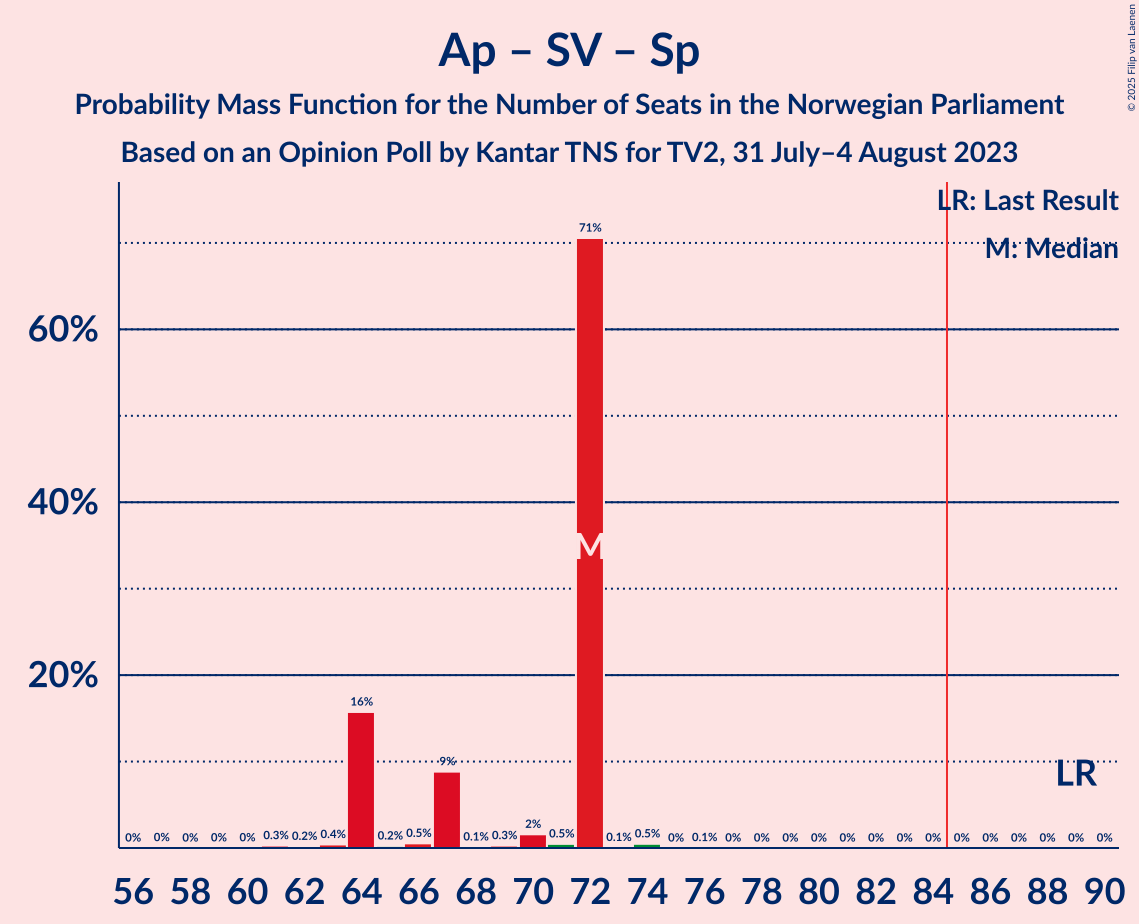 Ap – SV – Sp
Probability Mass Function for the Number of Seats in the Norwegian Parliament
Based on an Opinion Poll by Kantar TNS for TV2, 31 July–4 August 2023
© 2025 Filip van Laenen
LR: Last Result
M: Median
60%
40%
20%
71%
M
16%
9%
LR
0% 0% 0% 0% 0% 0.3% 0.2% 0.4% 0.2% 0.5% 0.1% 0.3% 2% 0.5% 0.1% 0.5% 0% 0.1% 0% 0% 0% 0% 0% 0% 0% 0% 0% 0% 0% 0% 0% 0%
56 58 60 62 64 66 68 70 72 74 76 78 80 82 84 86 88 90